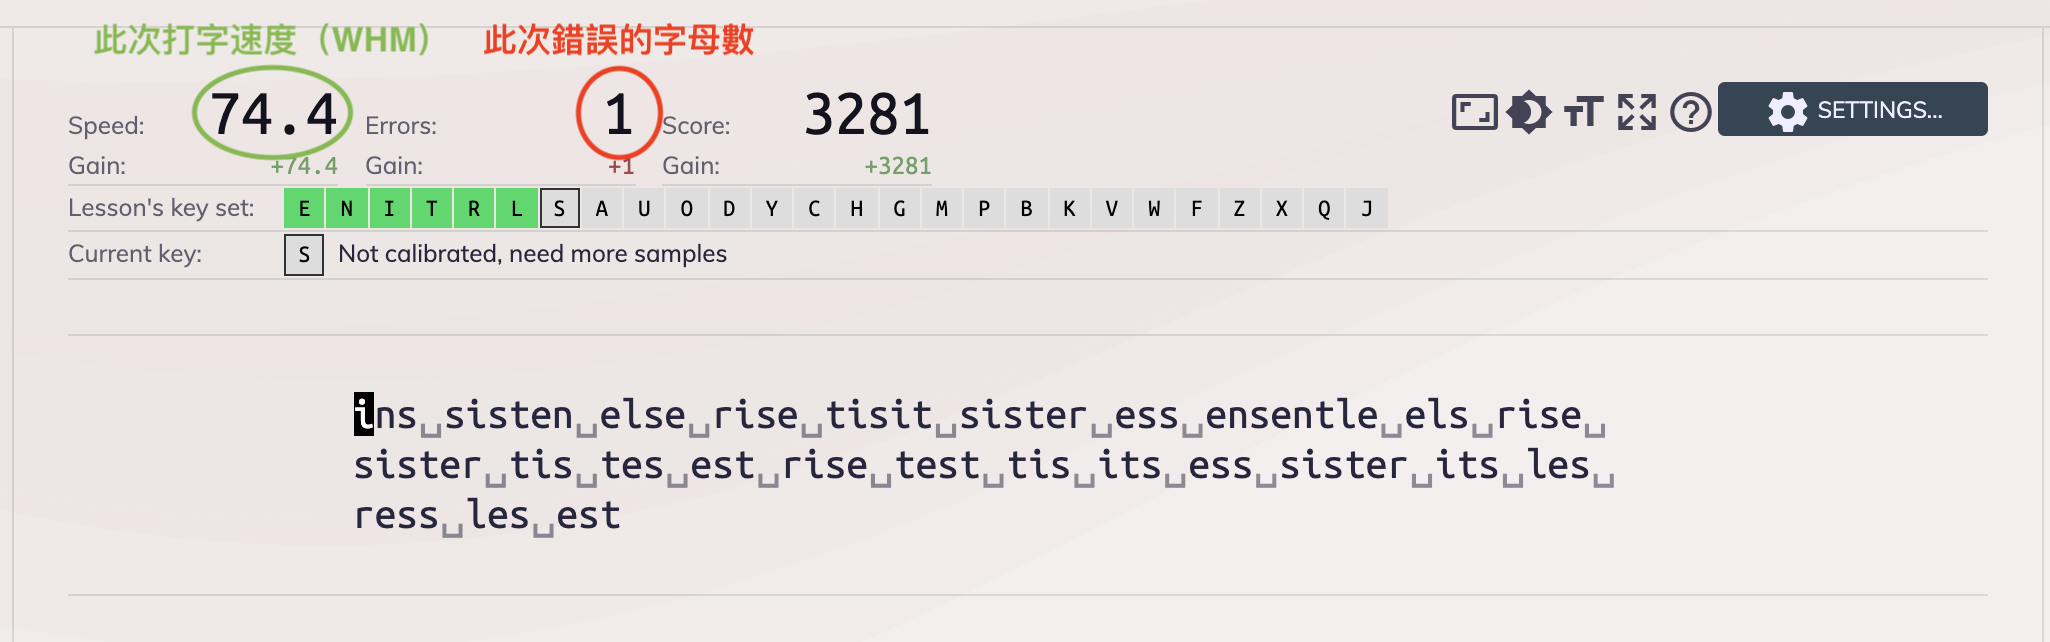 此次打字速度（WHM） 此次錯誤的字母數
Speed: 74.4 Errors: 1 Score: 3281
Gain: +74.4 Gain: +1 Gain: +3281
SETTINGS...
Lesson's key set: E N I T R L S A U O D Y C H G M P B K V W F Z X Q J
Current key: S Not calibrated, need more samples
ins␣sisten␣else␣rise␣tisit␣sister␣ess␣ensentle␣els␣rise␣
sister␣tis␣tes␣est␣rise␣test␣tis␣its␣ess␣sister␣its␣les␣
ress␣les␣est